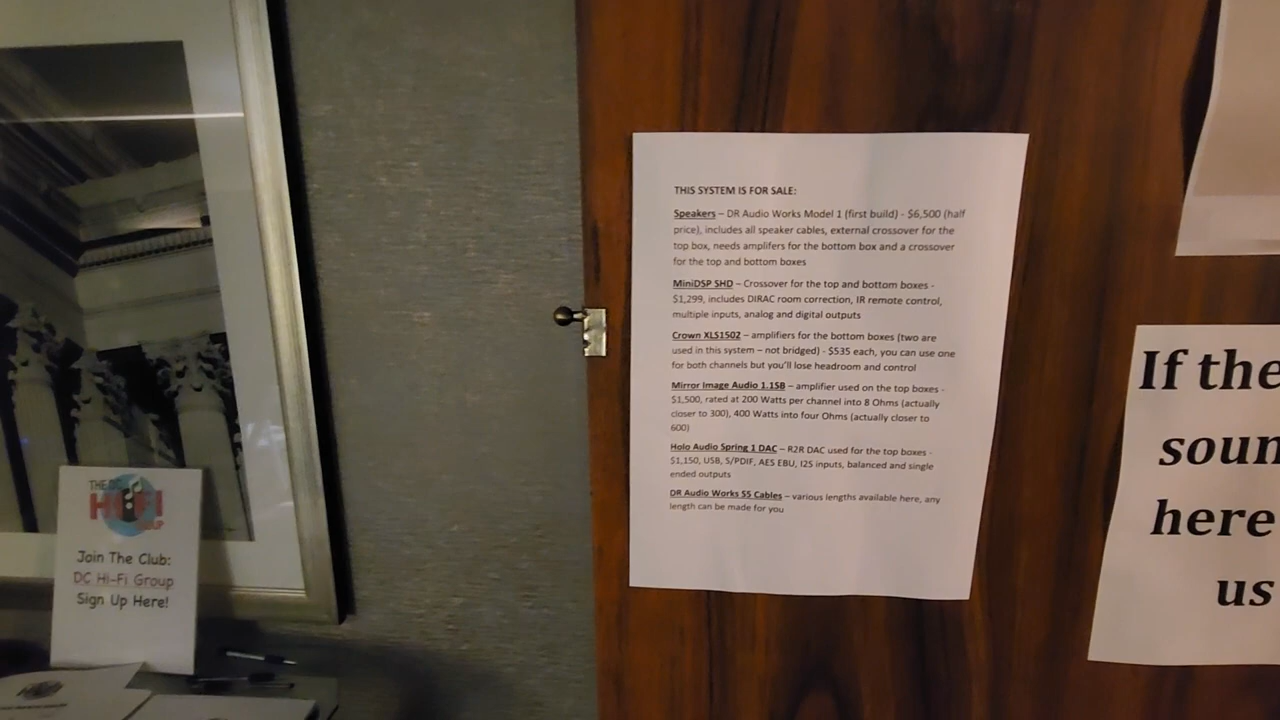 THIS SYSTEM IS FOR SALE:
Speakers – DR Audio Works Model 1 (first build) - $6,500 (half
price), includes all speaker cables, external crossover for the
top box, needs amplifers for the bottom box and a crossover
for the top and bottom boxes
MiniDSP SHD – Crossover for the top and bottom boxes -
$1,299, includes DIRAC room correction, IR remote control,
multiple inputs, analog and digital outputs
Crown XLS1502 – amplifiers for the bottom boxes (two are
used in this system – not bridged) - $535 each, you can use one
for both channels but you'll lose headroom and control
Mirror Image Audio 1.1SB – amplifier used on the top boxes -
$1,500, rated at 200 Watts per channel into 8 Ohms (actually
closer to 300), 400 Watts into four Ohms (actually closer to
600)
Holo Audio Spring 1 DAC – R2R DAC used for the top boxes -
$1,150, USB, S/PDIF, AES EBU, I2S inputs, balanced and single
ended outputs
DR Audio Works S5 Cables – various lengths available here, any
length can be made for you
If the
soun
here
us
THE DC
HIFI
Join The Club:
DC Hi-Fi Group
Sign Up Here!